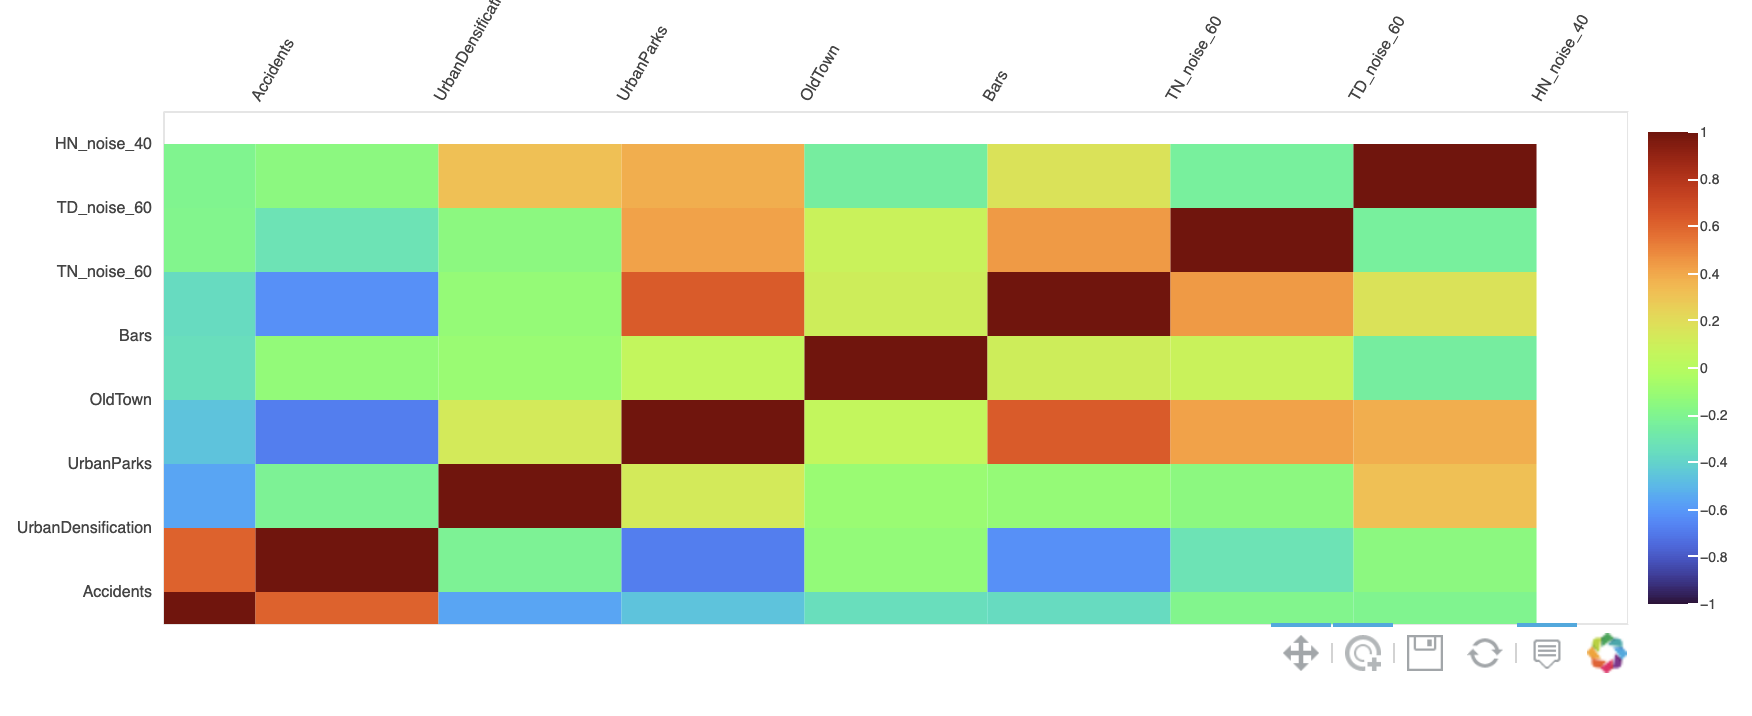 Accidents
UrbanParks
OldTown
Bars
TN_noise_60
TD_noise_60
HN_noise_40
HN_noise_40
TD_noise_60
TN_noise_60
Bars
OldTown
UrbanParks
UrbanDensification
Accidents
1
0.8
0.6
0.4
0.2
0
−0.2
−0.4
−0.6
−0.8
−1